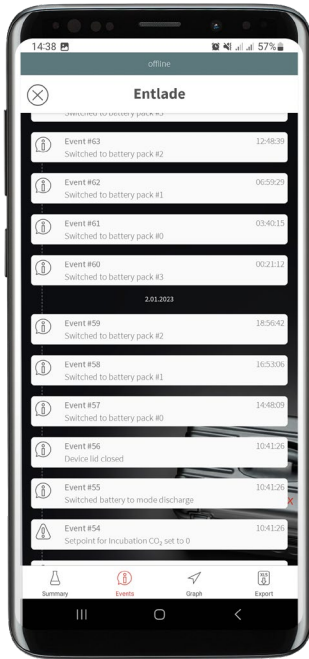 14:38 57%
offline
Entlade
Switched to battery pack #3
Event #63 12:48:39
Switched to battery pack #2
Event #62 06:59:29
Switched to battery pack #1
Event #61 03:40:15
Switched to battery pack #0
Event #60 00:21:12
Switched to battery pack #3
2.01.2023
Event #59 18:56:42
Switched to battery pack #2
Event #58 16:53:06
Switched to battery pack #1
Event #57 14:48:09
Switched to battery pack #0
Event #56 10:41:26
Device lid closed
Event #55 10:41:26
Switched battery to mode discharge
Event #54 10:41:26
Setpoint for Incubation CO₂ set to 0
Summary Events Graph Export